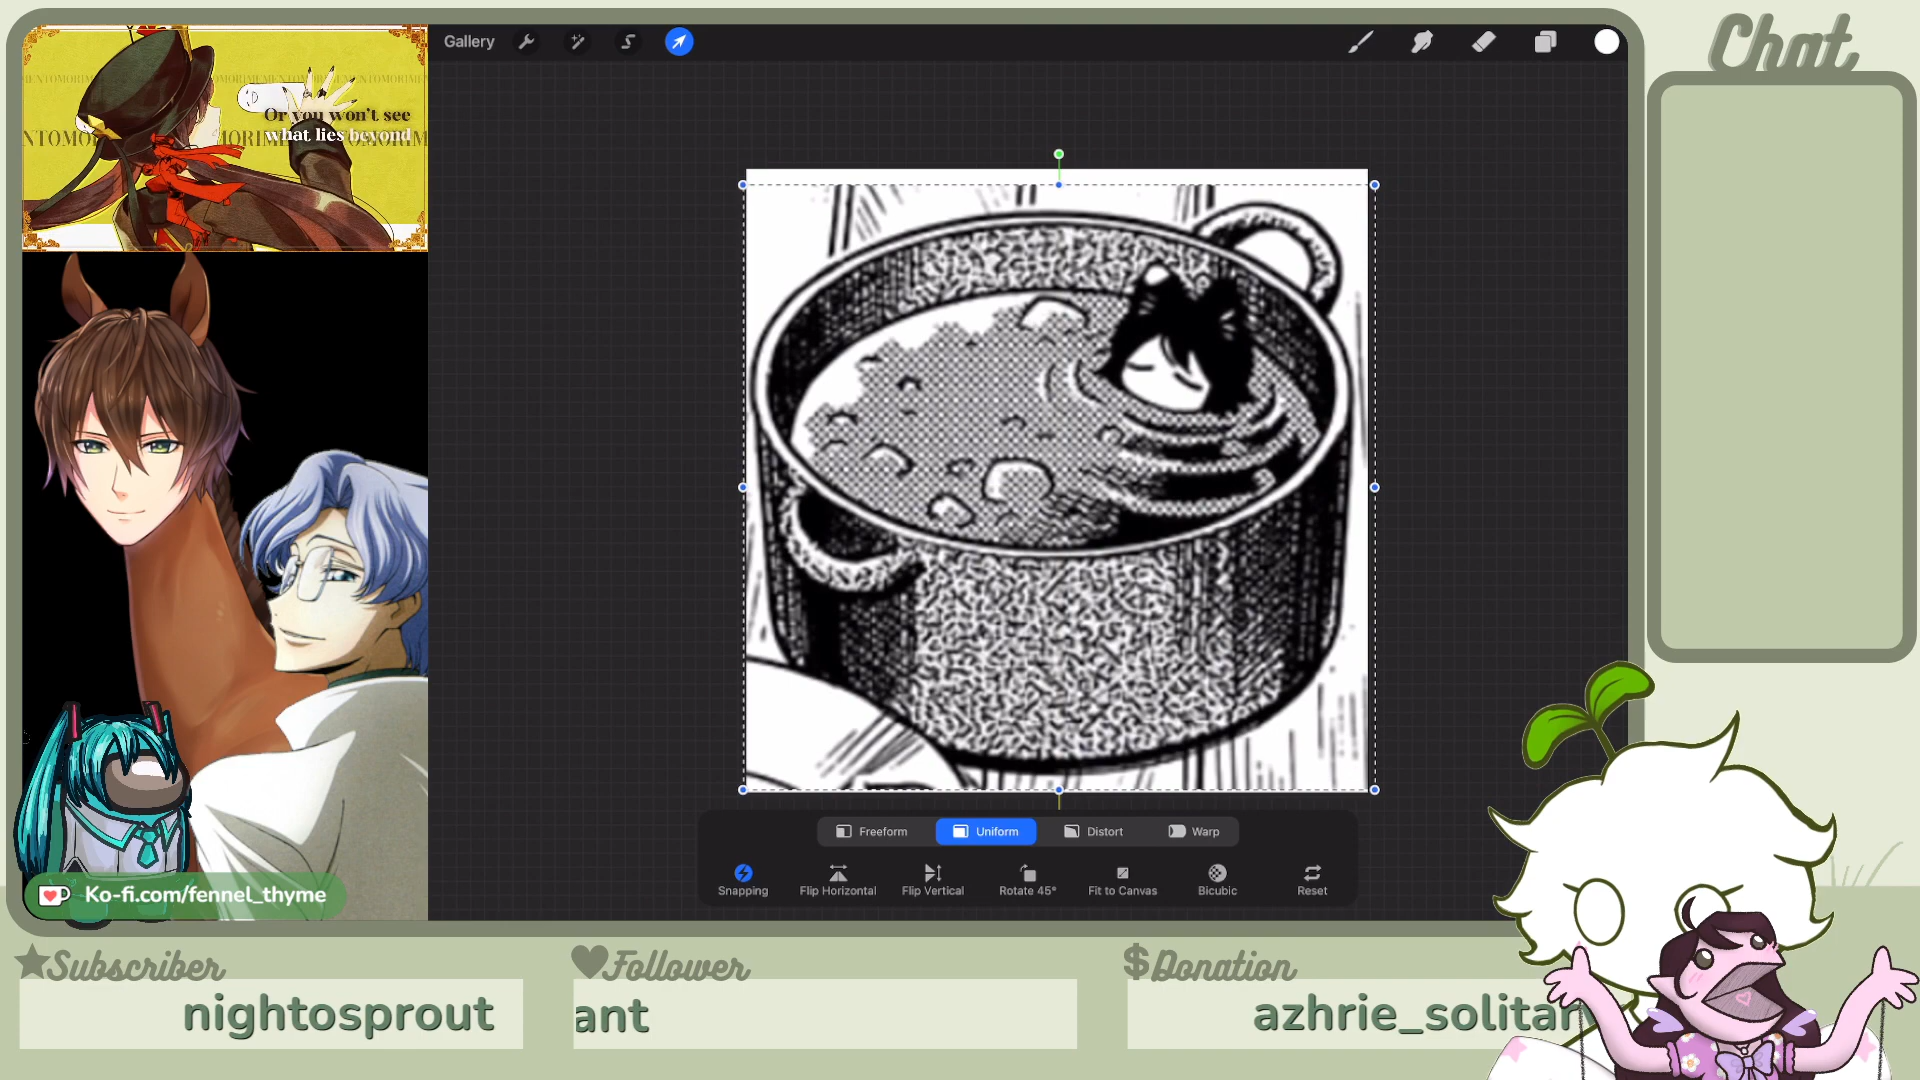 Chat
Gallery
Or you won't see
what lies beyond
Freeform
Uniform
Distort
Warp
Snapping
Flip Horizontal
Flip Vertical
Rotate 45°
Fit to Canvas
Bicubic
Reset
Ko-fi.com/fennel_thyme
Subscriber
Follower
$Donation
nightosprout
ant
azhrie_solitar